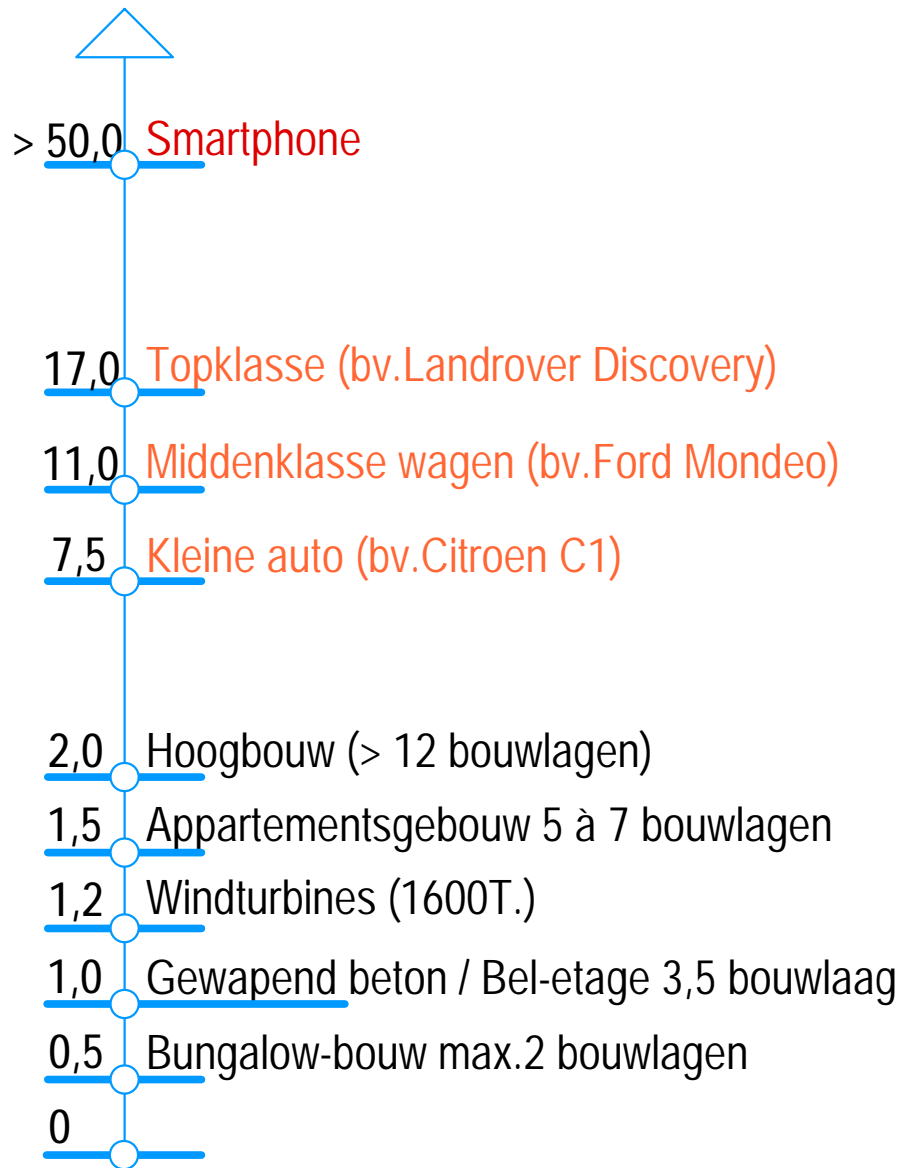 > 50,0 Smartphone
17,0 Topklasse (bv.Landrover Discovery)
11,0 Middenklasse wagen (bv.Ford Mondeo)
7,5 Kleine auto (bv.Citroen C1)
2,0 Hoogbouw (> 12 bouwlagen)
1,5 Appartementsgebouw 5 à 7 bouwlagen
1,2 Windturbines (1600T.)
1,0 Gewapend beton / Bel-etage 3,5 bouwlaag
0,5 Bungalow-bouw max.2 bouwlagen
0